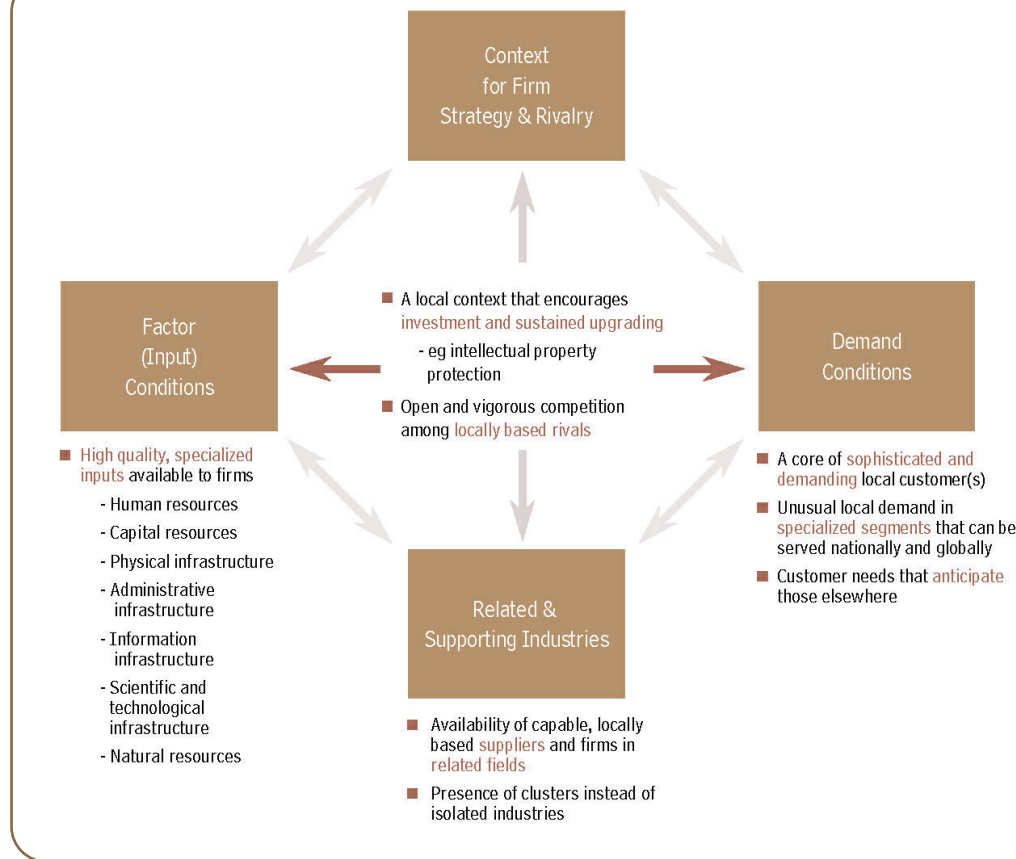 Context
for Firm
Strategy & Rivalry
Factor
(Input)
Conditions
■ A local context that encourages
investment and sustained upgrading
- eg intellectual property
protection
■ Open and vigorous competition
among locally based rivals
Demand
Conditions
■ High quality, specialized
inputs available to firms
- Human resources
- Capital resources
- Physical infrastructure
- Administrative
infrastructure
- Information
infrastructure
- Scientific and
technological
infrastructure
- Natural resources
■ A core of sophisticated and
demanding local customer(s)
■ Unusual local demand in
specialized segments that can be
served nationally and globally
■ Customer needs that anticipate
those elsewhere
Related &
Supporting Industries
■ Availability of capable, locally
based suppliers and firms in
related fields
■ Presence of clusters instead of
isolated industries